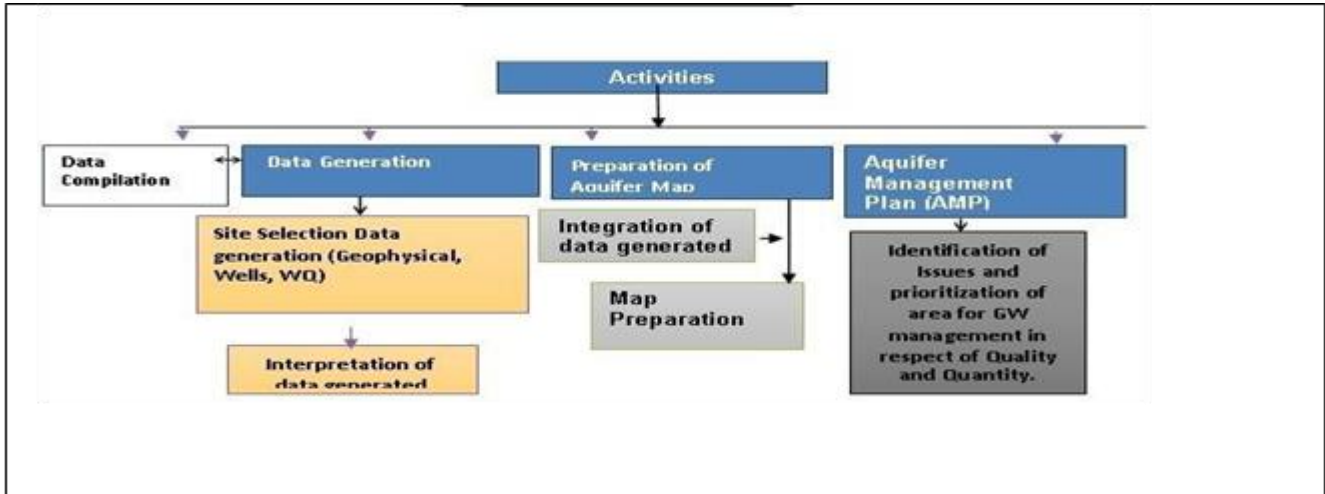 Activities
Data
Compilation
Data Generation
Preparation of
Aquifer Map
Aquifer
Management
Plan (AMP)
Site Selection Data
generation (Geophysical,
Wells, WQ)
Interpretation of
data generated
Integration of
data generated
Map
Preparation
Identification of
Issues and
prioritization of
area for GW
management in
respect of Quality
and Quantity.